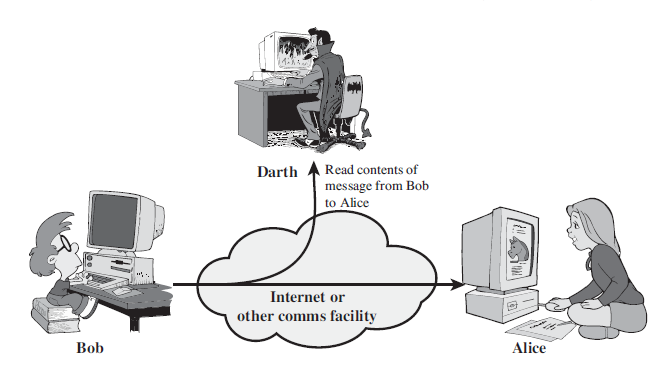 Darth
Read contents of
message from Bob
to Alice
Internet or
other comms facility
Bob
Alice